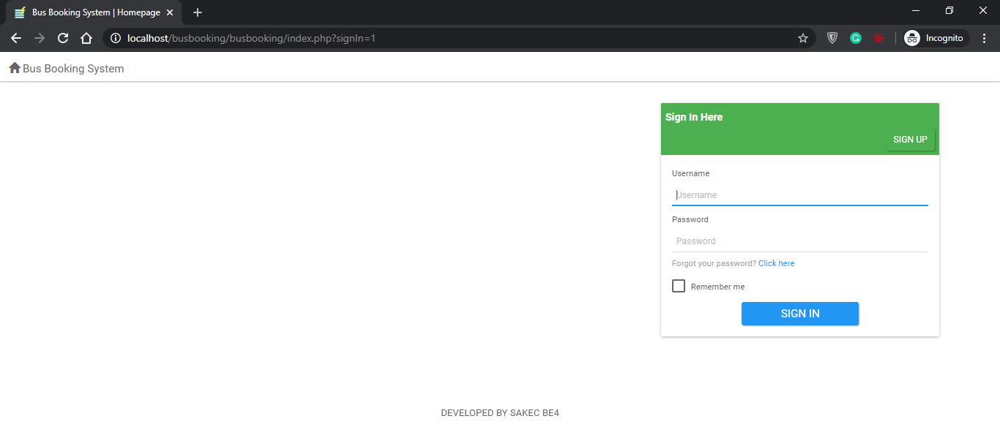 Bus Booking System | Homepage
localhost/busbooking/busbooking/index.php?signIn=1
Incognito
Bus Booking System
Sign In Here
SIGN UP
Username
Username
Password
Password
Forgot your password? Click here
Remember me
SIGN IN
DEVELOPED BY SAKEC BE4